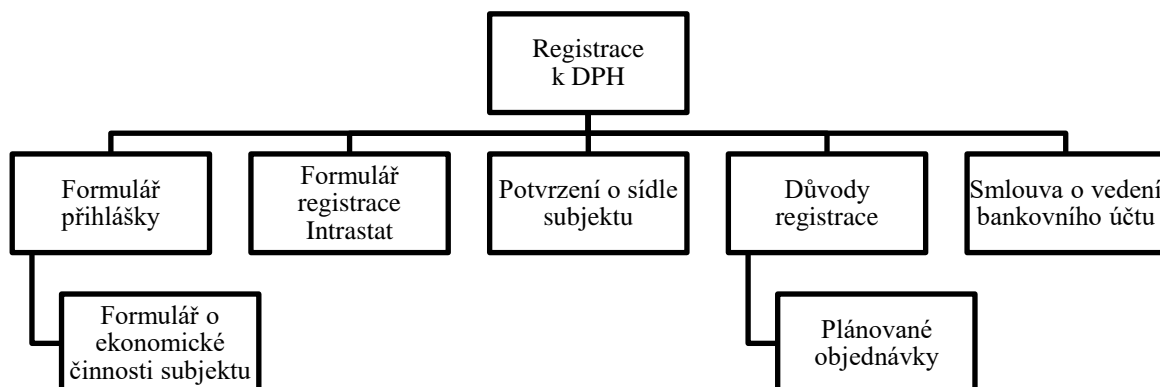 Registrace
k DPH
Formulář
přihlášky
Formulář
registrace
Intrastat
Potvrzení o sídle
subjektu
Důvody
registrace
Smlouva o vedení
bankovního účtu
Formulář o
ekonomické
činnosti subjektu
Plánované
objednávky